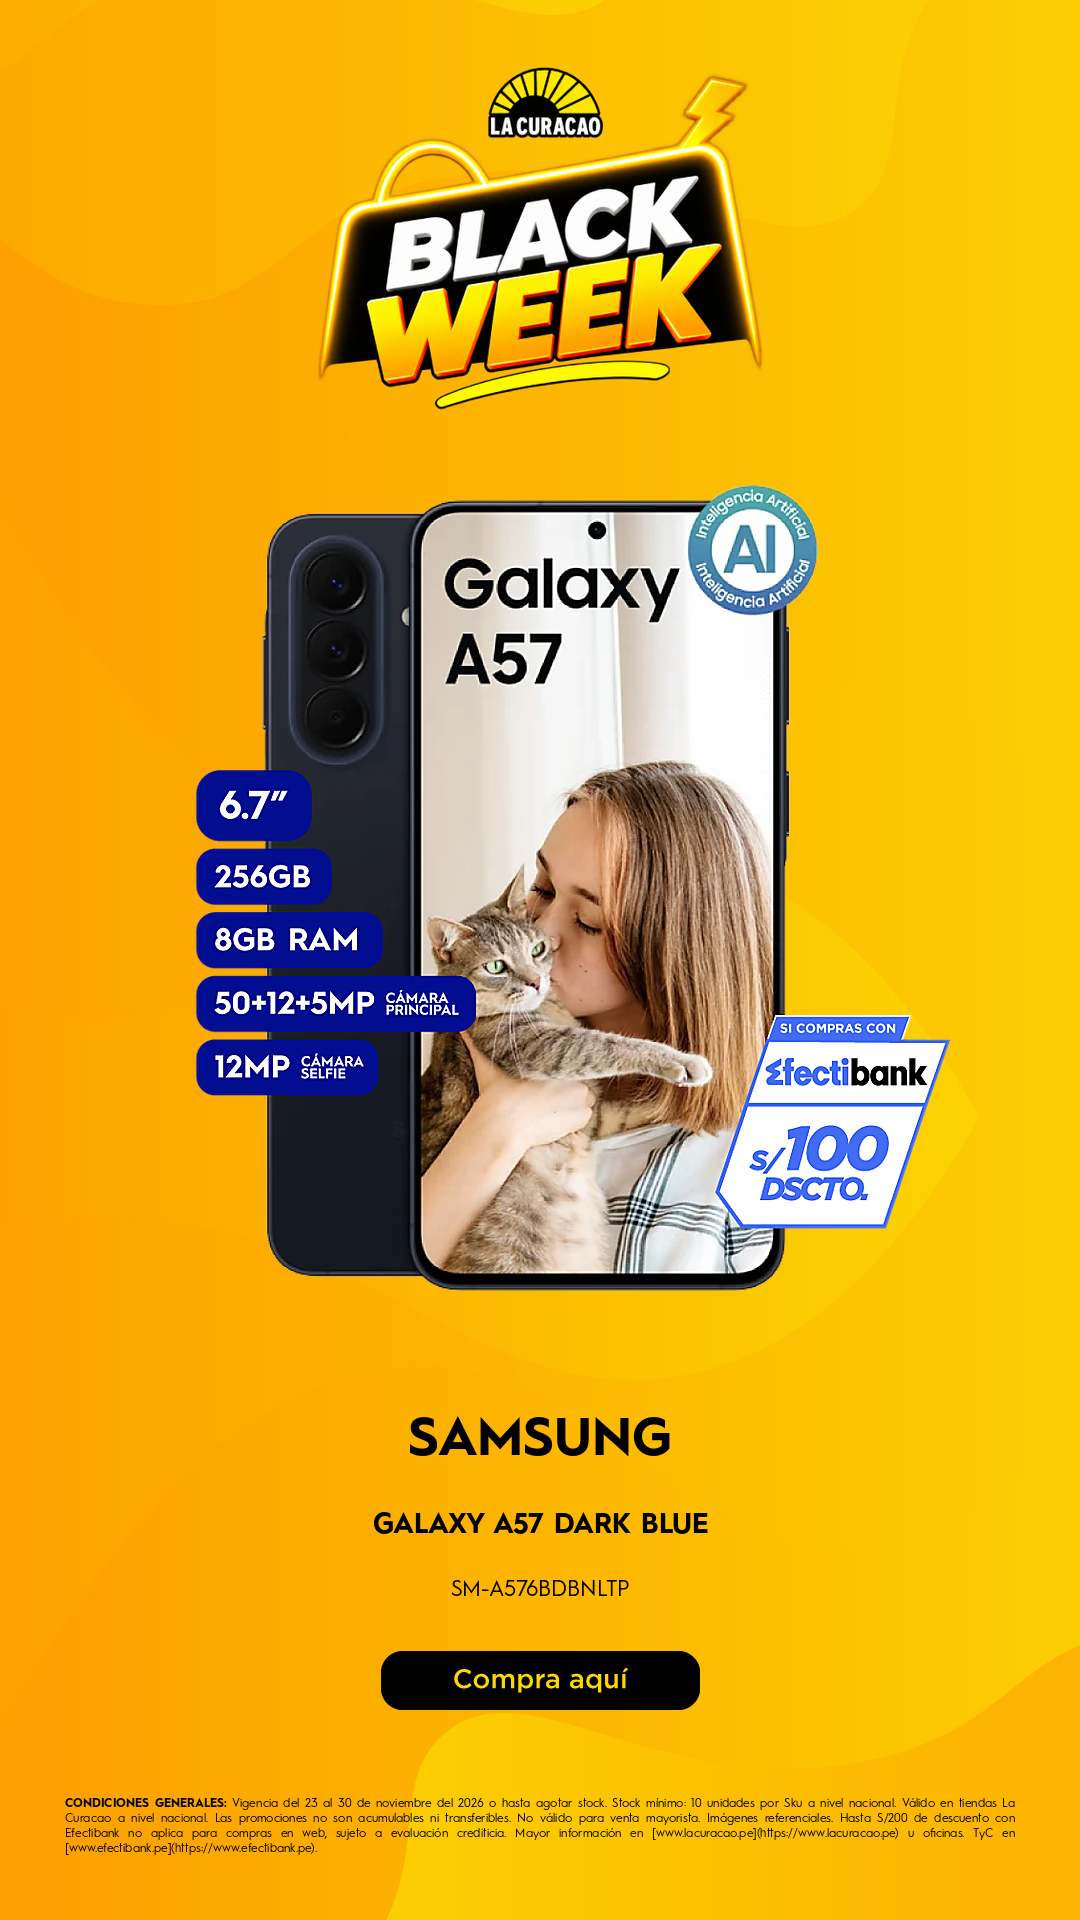 LA CURACAO
BLACK
WEEK
Inteligencia Artificial
AI
Inteligencia Artificial
Galaxy
A57
6.7”
256GB
8GB RAM
50+12+5MP CÁMARA PRINCIPAL
12MP CÁMARA SELFIE
SI COMPRAS CON
Efectibank
S/100
DSCTO.
SAMSUNG
GALAXY A57 DARK BLUE
SM-A576BDBNLTP
Compra aquí
CONDICIONES GENERALES: Vigencia del 23 al 30 de noviembre del 2026 o hasta agotar stock. Stock mínimo: 10 unidades por Sku a nivel nacional. Válido en tiendas La
Curacao a nivel nacional. Las promociones no son acumulables ni transferibles. No válido para venta mayorista. Imágenes referenciales. Hasta S/200 de descuento con
Efectibank no aplica para compras en web, sujeto a evaluación crediticia. Mayor información en [www.lacuracao.pe](https://www.lacuracao.pe) u oficinas. TyC en
[www.efectibank.pe](https://www.efectibank.pe).